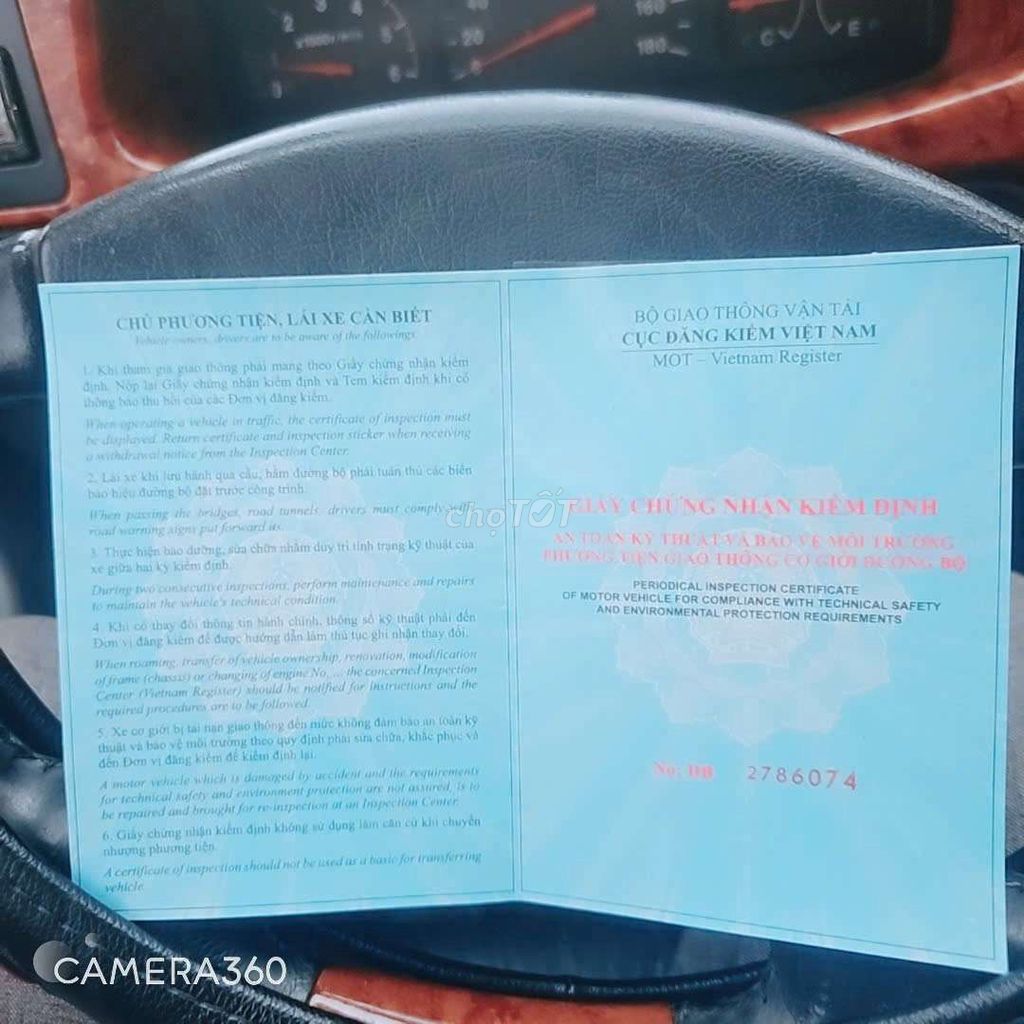 CHỦ PHƯƠNG TIỆN, LÁI XE CẦN BIẾT
Vehicle owners, drivers are to be aware of the followings.
1. Khi tham gia giao thông phải mang theo Giấy chứng nhận kiểm
định. Nộp lại Giấy chứng nhận kiểm định và Tem kiểm định khi có
thông báo thu hồi của các Đơn vị đăng kiểm.
When operating a vehicle in traffic, the certificate of inspection must
be displayed. Return certificate and inspection sticker when receiving
a withdrawal notice from the Inspection Center.
2. Lái xe khi lưu hành qua cầu, hầm đường bộ phải tuân thủ các biển
báo hiệu đường bộ đặt trước công trình.
When passing the bridges, road tunnels, drivers must comply with
road warning signs put forward its.
3. Thực hiện bảo dưỡng, sửa chữa nhằm duy trì tình trạng kỹ thuật của
xe giữa hai kỳ kiểm định.
During two consecutive inspections, perform maintenance and repairs
to maintain the vehicle's technical condition.
4. Khi có thay đổi thông tin hành chính, thông số kỹ thuật phải đến
Đơn vị đăng kiểm để được hướng dẫn làm thủ tục ghi nhận thay đổi.
When roaming, transfer of vehicle ownership, renovation, modification
of frame (chassis) or changing of engine No, ... the concerned Inspection
Center (Vietnam Register) should be notified for instructions and the
required procedures are to be followed.
5. Xe cơ giới bị tai nạn giao thông đến mức không đảm bảo an toàn kỹ
thuật và bảo vệ môi trường theo quy định phải sửa chữa, khắc phục và
đến Đơn vị đăng kiểm để kiểm định lại.
A motor vehicle which is damaged by accident and the requirements
for technical safety and environment protection are not assured, is to
be repaired and brought for re-inspection at an Inspection Center.
6. Giấy chứng nhận kiểm định không sử dụng làm căn cứ khi chuyển
nhượng phương tiện.
A certificate of inspection should not be used as a basic for transferring
vehicle.
BỘ GIAO THÔNG VẬN TẢI
CỤC ĐĂNG KIỂM VIỆT NAM
MOT – Vietnam Register
GIẤY CHỨNG NHẬN KIỂM ĐỊNH
AN TOÀN KỸ THUẬT VÀ BẢO VỆ MÔI TRƯỜNG
PHƯƠNG TIỆN GIAO THÔNG CƠ GIỚI ĐƯỜNG BỘ
PERIODICAL INSPECTION CERTIFICATE
OF MOTOR VEHICLE FOR COMPLIANCE WITH TECHNICAL SAFETY
AND ENVIRONMENTAL PROTECTION REQUIREMENTS
No: DB 2786074
chợTỐT
CAMERA360